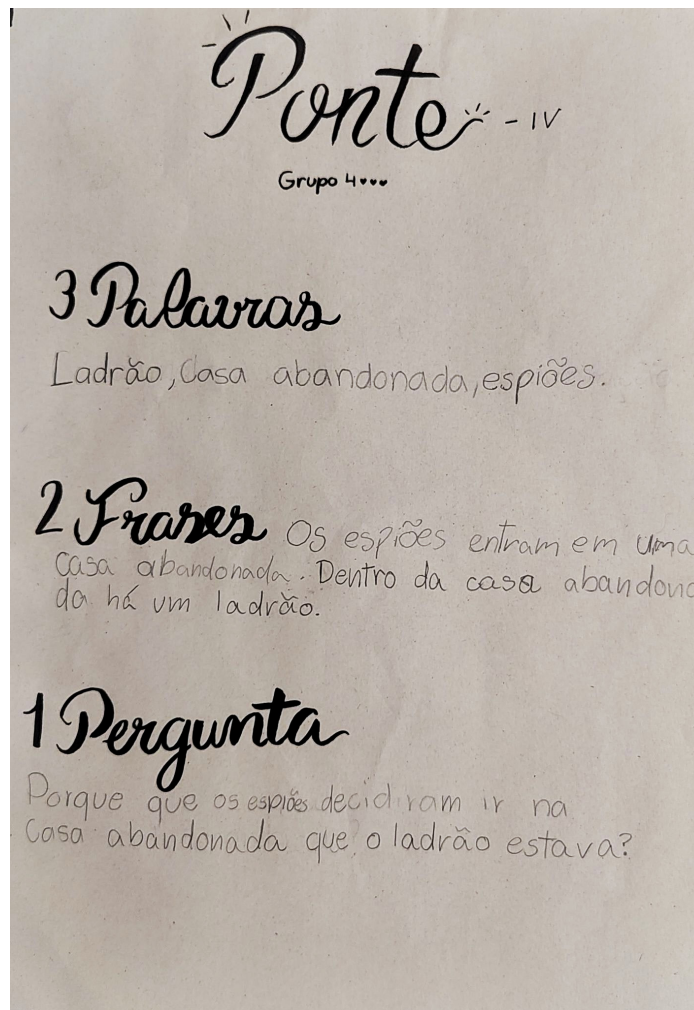 Ponte - IV
Grupo 4♥♥♥
3 Palavras
Ladrão, Casa abandonada, espiões.
2 Frases Os espiões entram em uma
casa abandonada. Dentro da casa abandona
da há um ladrão.
1 Pergunta
Porque que os espiões decidiram ir na
casa abandonada que o ladrão estava?